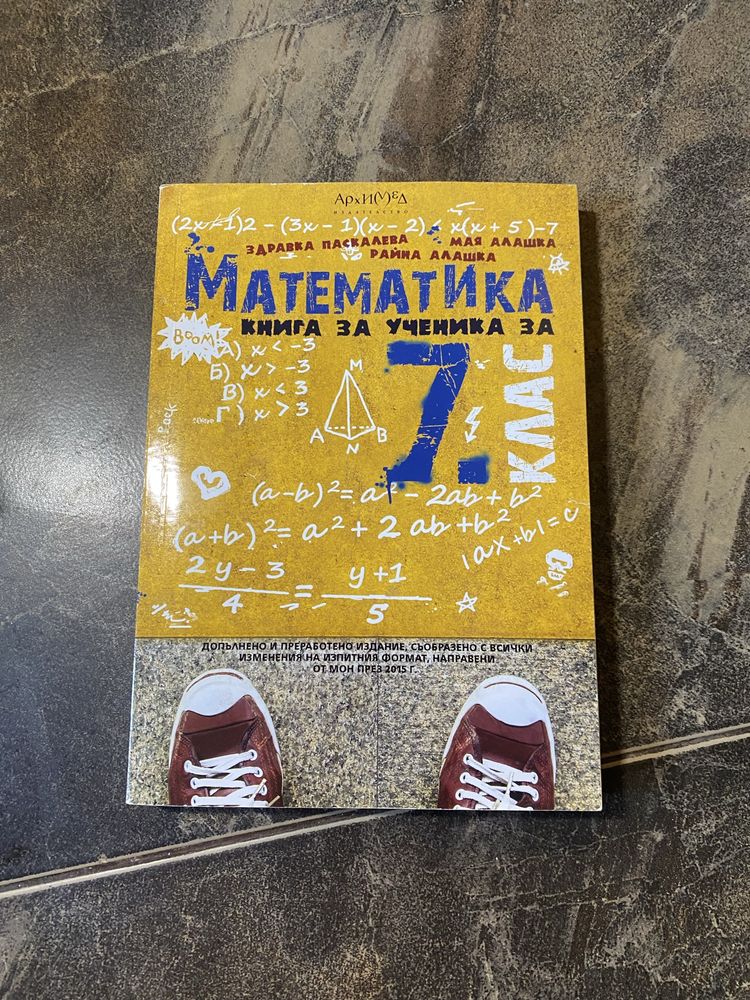 АРХИМЕД
ИЗДАТЕЛСТВО
(2x-1)2 - (3x - 1)(x - 2) < x(x + 5)-7
ЗДРАВКА ПАСКАЛЕВА МАЯ АЛАШКА
РАЙНА АЛАШКА
МАТЕМАТИКА
КНИГА ЗА УЧЕНИКА ЗА
7. КЛАС
BOOM!
А) x < -3
Б) x > -3
В) x < 3
Г) x > 3
M
A B
N
(a-b)²= a² - 2ab + b²
(a+b)²= a² + 2 ab +b²
|ax+b|=c
2y-3 = y+1
4 5
ДОПЪЛНЕНО И ПРЕРАБОТЕНО ИЗДАНИЕ, СЪОБРАЗЕНО С ВСИЧКИ
ИЗМЕНЕНИЯ НА ИЗПИТНИЯ ФОРМАТ, НАПРАВЕНИ
ОТ МОН ПРЕЗ 2015 Г.